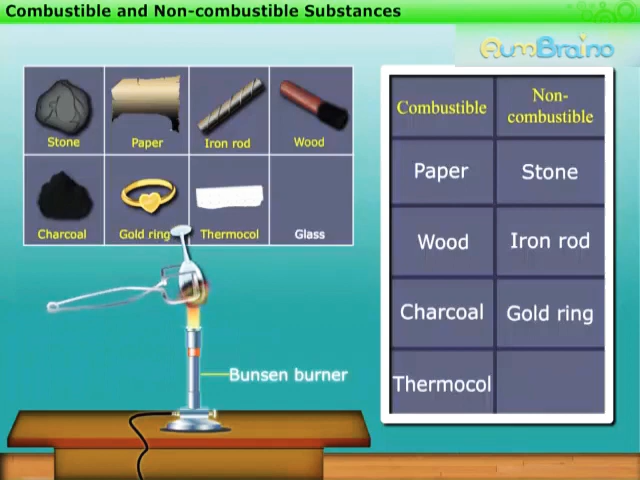 Combustible and Non-combustible Substances
AumBraino
Stone Paper Iron rod Wood
Charcoal Gold ring Thermocol Glass
Bunsen burner
Combustible Non-
combustible
Paper Stone
Wood Iron rod
Charcoal Gold ring
Thermocol